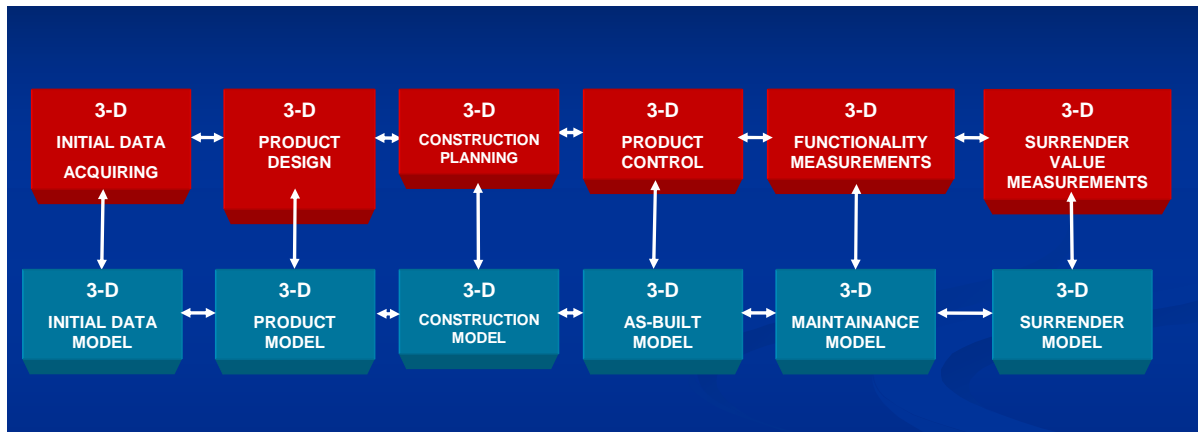 3-D
INITIAL DATA
ACQUIRING
3-D
PRODUCT
DESIGN
3-D
CONSTRUCTION
PLANNING
3-D
PRODUCT
CONTROL
3-D
FUNCTIONALITY
MEASUREMENTS
3-D
SURRENDER
VALUE
MEASUREMENTS
3-D
INITIAL DATA
MODEL
3-D
PRODUCT
MODEL
3-D
CONSTRUCTION
MODEL
3-D
AS-BUILT
MODEL
3-D
MAINTAINANCE
MODEL
3-D
SURRENDER
MODEL